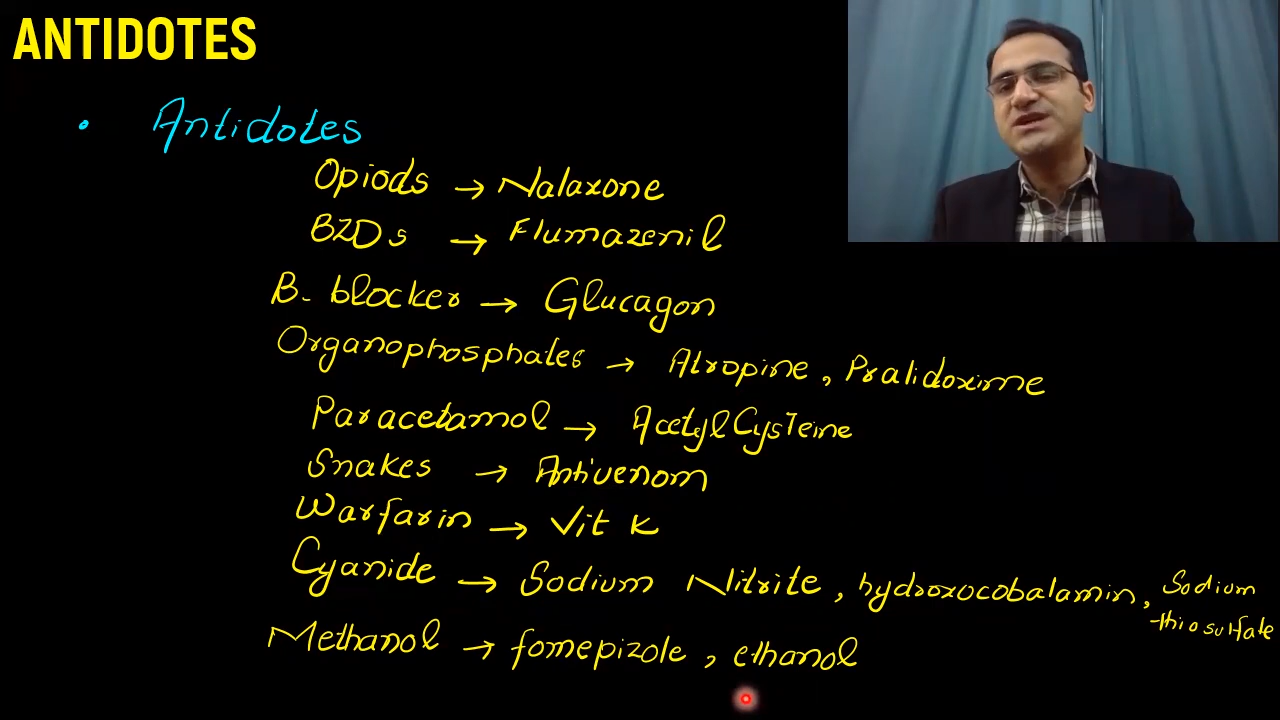 ANTIDOTES
• Antidotes
Opiods → Nalaxone
BZDs → Flumazenil
B. blocker → Glucagon
Organophosphates → Atropine, Pralidoxime
Paracetamol → AcetylCysteine
Snakes → Antivenom
Warfarin → Vit K
Cyanide → Sodium Nitrite, hydroxocobalamin, Sodium
thiosulfate
Methanol → fomepizole, ethanol